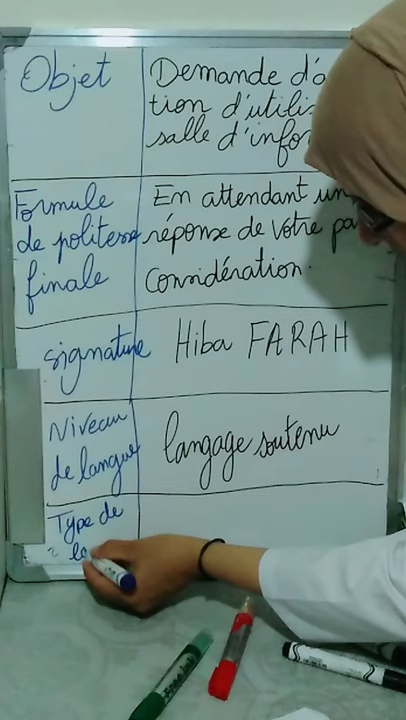 Objet
Demande d'a
tion d'utilis
salle d'infor
Formule
de politesse
finale
En attendant un
réponse de votre pa
considération.
signature
Hiba FARAH
Niveau
de langue
langage soutenu
Type de